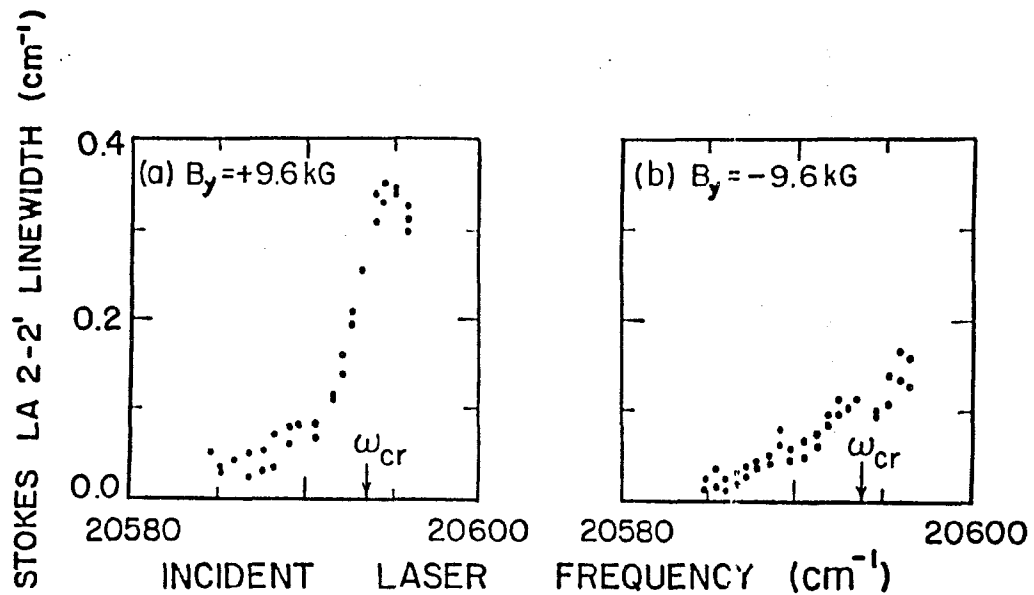 STOKES LA 2-2' LINEWIDTH (cm⁻¹)
0.4
0.2
0.0
(a) B_y = +9.6 kG
ω_cr
20580
20600
(b) B_y = -9.6 kG
ω_cr
20580
20600
INCIDENT LASER FREQUENCY (cm⁻¹)